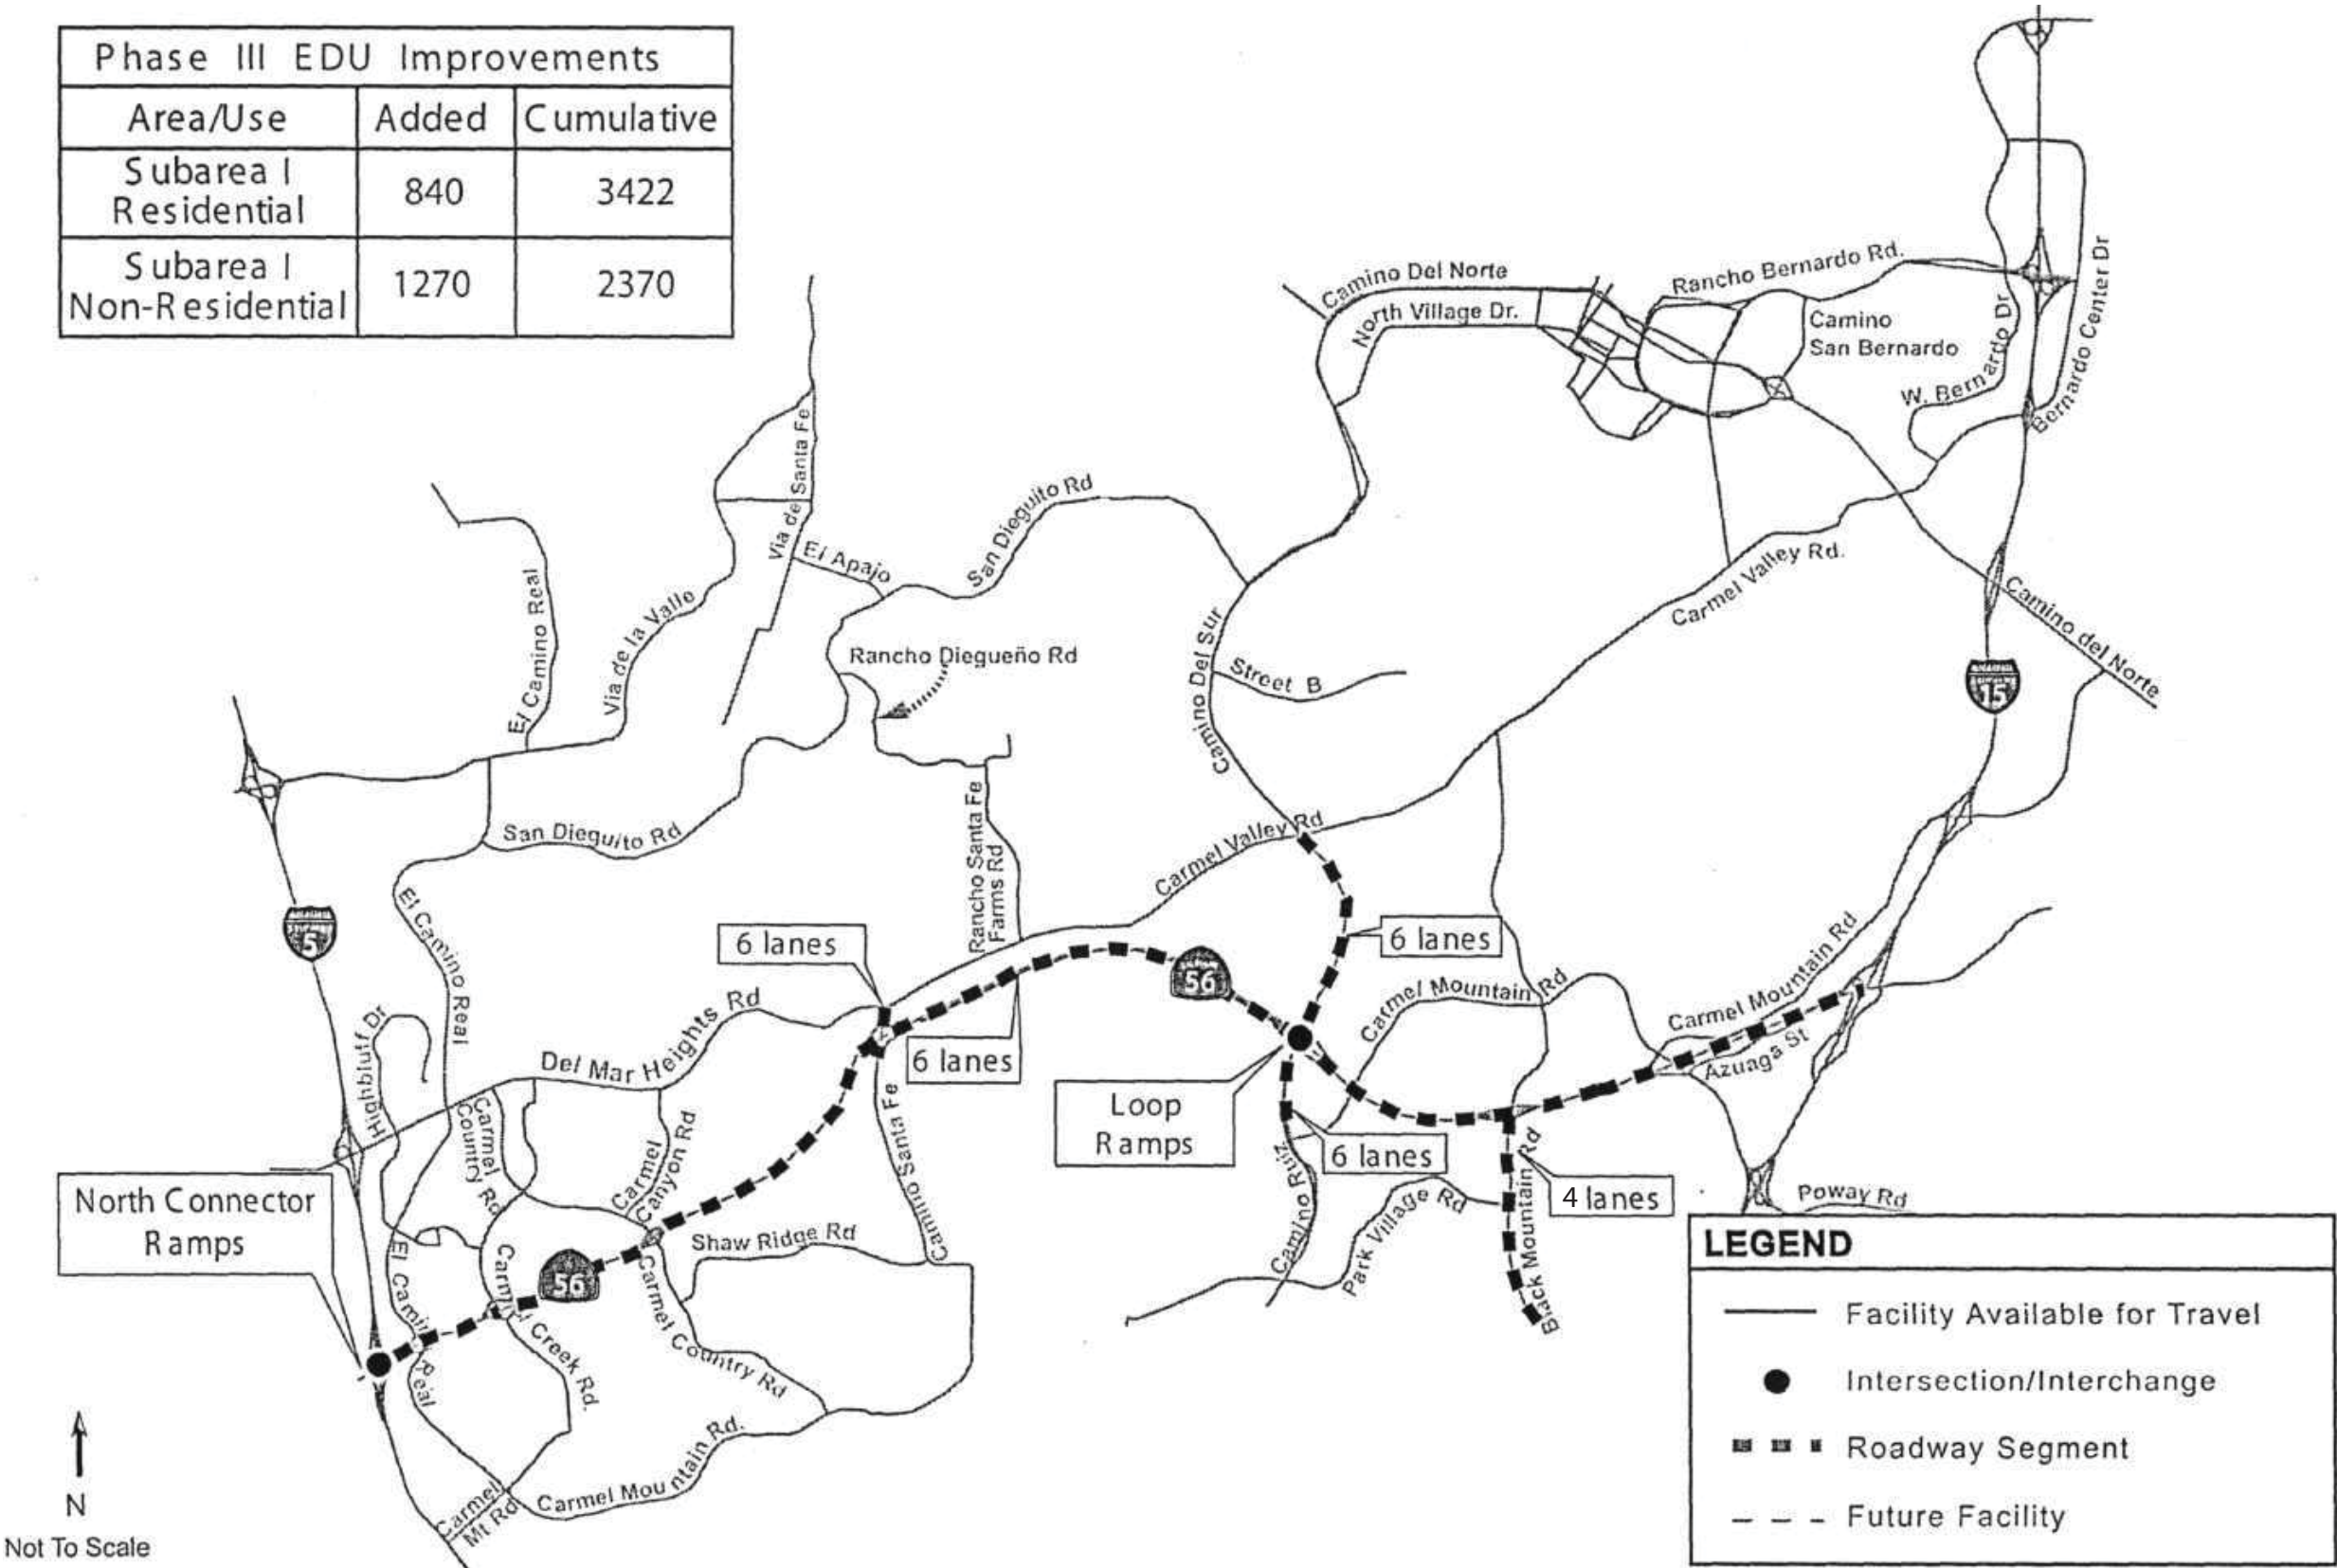 Phase III EDU Improvements
Area/Use Added Cumulative
Subarea I
Residential
840 3422
Subarea I
Non-Residential
1270 2370
Camino Del Norte
North Village Dr.
Rancho Bernardo Rd.
Camino
San Bernardo
W. Bernardo Dr
Bernardo Center Dr
Via de Santa Fe
El Apajo
San Dieguito Rd
El Camino Real
Via de la Valle
Rancho Diegueño Rd
Camino Del Sur
Street B
Carmel Valley Rd.
Camino del Norte
15
San Dieguito Rd
Rancho Santa Fe
Farms Rd
Carmel Valley Rd
5
El Camino Real
6 lanes
6 lanes
56
6 lanes
Carmel Mountain Rd
Carmel Mountain Rd
Azuaga St
Highbluff Dr
Del Mar Heights Rd
Carmel
Country Rd
Carmel
Canyon Rd
Camino Santa Fe
Loop
Ramps
6 lanes
4 lanes
Camino Ruiz
Park Village Rd
Black Mountain Rd
Poway Rd
North Connector
Ramps
56
Shaw Ridge Rd
El Camino Real
Carmel Creek Rd.
Carmel Country Rd
Carmel Mountain Rd.
Carmel
Mt Rd
N
Not To Scale
LEGEND
Facility Available for Travel
Intersection/Interchange
Roadway Segment
Future Facility